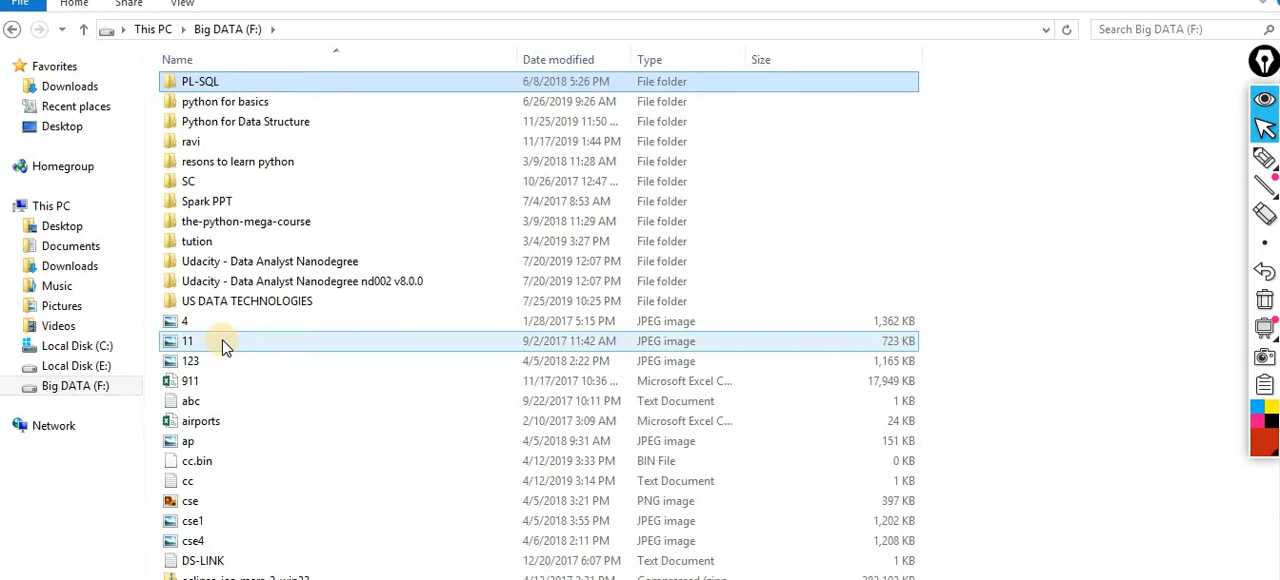 File Home Share View
This PC Big DATA (F:) Search Big DATA (F:)
Name Date modified Type Size
Favorites
Downloads
Recent places
Desktop
Homegroup
This PC
Desktop
Documents
Downloads
Music
Pictures
Videos
Local Disk (C:)
Local Disk (E:)
Big DATA (F:)
Network
PL-SQL 6/8/2018 5:26 PM File folder
python for basics 6/26/2019 9:26 AM File folder
Python for Data Structure 11/25/2019 11:50 ... File folder
ravi 11/17/2019 1:44 PM File folder
resons to learn python 3/9/2018 11:28 AM File folder
SC 10/26/2017 12:47 ... File folder
Spark PPT 7/4/2017 8:53 AM File folder
the-python-mega-course 3/9/2018 11:29 AM File folder
tution 3/4/2019 3:27 PM File folder
Udacity - Data Analyst Nanodegree 7/20/2019 12:07 PM File folder
Udacity - Data Analyst Nanodegree nd002 v8.0.0 7/20/2019 12:07 PM File folder
US DATA TECHNOLOGIES 7/25/2019 10:25 PM File folder
4 1/28/2017 5:15 PM JPEG image 1,362 KB
11 9/2/2017 11:42 AM JPEG image 723 KB
123 4/5/2018 2:22 PM JPEG image 1,165 KB
911 11/17/2017 10:36 ... Microsoft Excel C... 17,949 KB
abc 9/22/2017 10:11 PM Text Document 1 KB
airports 2/10/2017 3:09 AM Microsoft Excel C... 24 KB
ap 4/5/2018 9:31 AM JPEG image 151 KB
cc.bin 4/12/2019 3:33 PM BIN File 0 KB
cc 4/12/2019 3:14 PM Text Document 1 KB
cse 4/5/2018 3:21 PM PNG image 397 KB
cse1 4/5/2018 3:55 PM JPEG image 1,202 KB
cse4 4/6/2018 2:11 PM JPEG image 1,208 KB
DS-LINK 12/20/2017 6:07 PM Text Document 1 KB